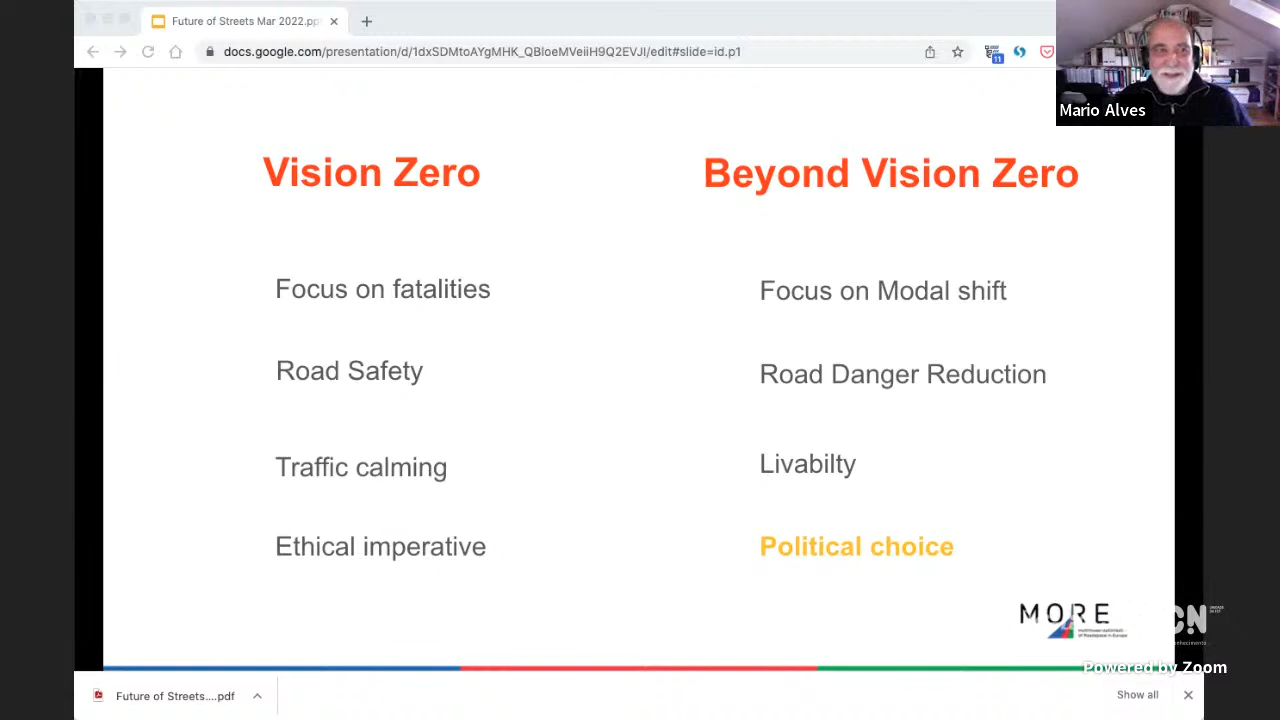 Future of Streets Mar 2022.pp
docs.google.com/presentation/d/1dxSDMtoAYgMHK_QBloeMVeiiH9Q2EVJI/edit#slide=id.p1
11
Mario Alves
Vision Zero
Beyond Vision Zero
Focus on fatalities
Focus on Modal shift
Road Safety
Road Danger Reduction
Traffic calming
Livabilty
Ethical imperative
Political choice
MORE
CN
Powered by Zoom
Future of Streets....pdf
Show all